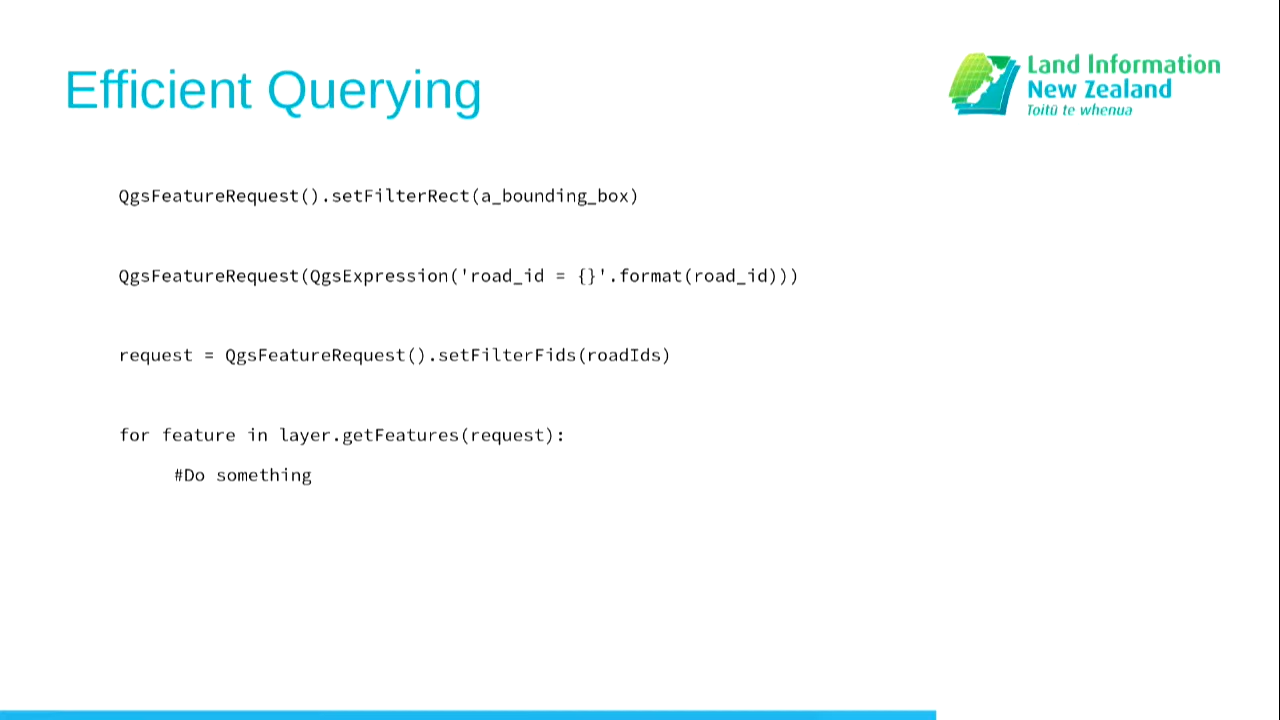 Efficient Querying
Land Information
New Zealand
Toitū te whenua
QgsFeatureRequest().setFilterRect(a_bounding_box)
QgsFeatureRequest(QgsExpression('road_id = {}'.format(road_id)))
request = QgsFeatureRequest().setFilterFids(roadIds)
for feature in layer.getFeatures(request):
#Do something